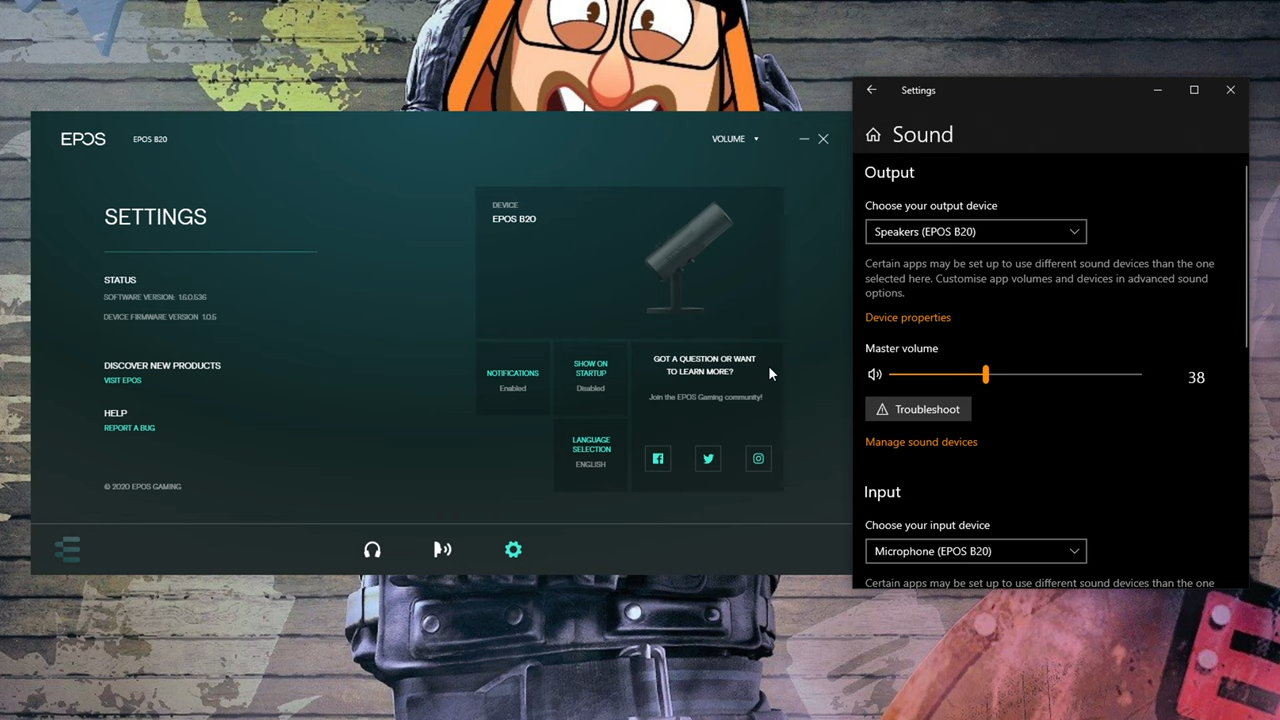 EPOS
EPOS B20
VOLUME
SETTINGS
STATUS
SOFTWARE VERSION: 1.6.0.536
DEVICE FIRMWARE VERSION 1.0.5
DISCOVER NEW PRODUCTS
VISIT EPOS
HELP
REPORT A BUG
© 2020 EPOS GAMING
DEVICE
EPOS B20
NOTIFICATIONS
Enabled
SHOW ON
STARTUP
Disabled
LANGUAGE
SELECTION
ENGLISH
GOT A QUESTION OR WANT
TO LEARN MORE?
Join the EPOS Gaming community!
Settings
Sound
Output
Choose your output device
Speakers (EPOS B20)
Certain apps may be set up to use different sound devices than the one
selected here. Customise app volumes and devices in advanced sound
options.
Device properties
Master volume
38
Troubleshoot
Manage sound devices
Input
Choose your input device
Microphone (EPOS B20)
Certain apps may be set up to use different sound devices than the one